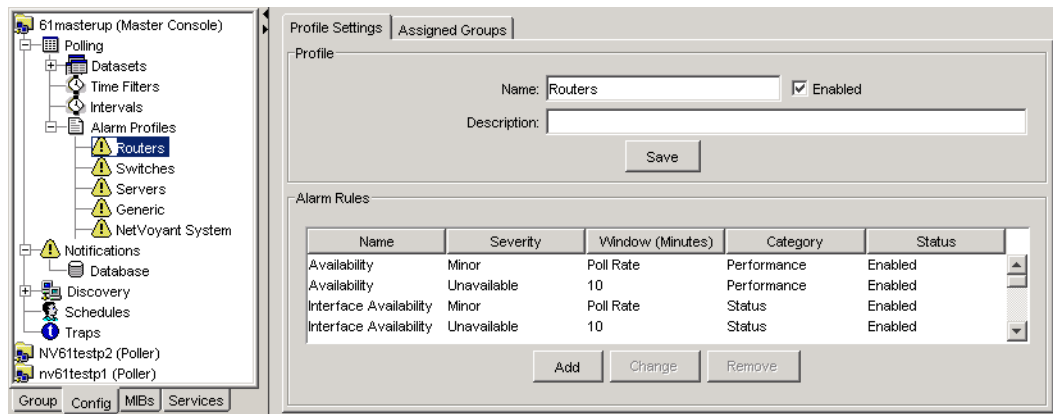 61masterup (Master Console)
Polling
Datasets
Time Filters
Intervals
Alarm Profiles
Routers
Switches
Servers
Generic
NetVoyant System
Notifications
Database
Discovery
Schedules
Traps
NV61testp2 (Poller)
nv61testp1 (Poller)
Group Config MIBs Services
Profile Settings Assigned Groups
Profile
Name: Routers Enabled
Description:
Save
Alarm Rules
Name Severity Window (Minutes) Category Status
Availability Minor Poll Rate Performance Enabled
Availability Unavailable 10 Performance Enabled
Interface Availability Minor Poll Rate Status Enabled
Interface Availability Unavailable 10 Status Enabled
Add Change Remove